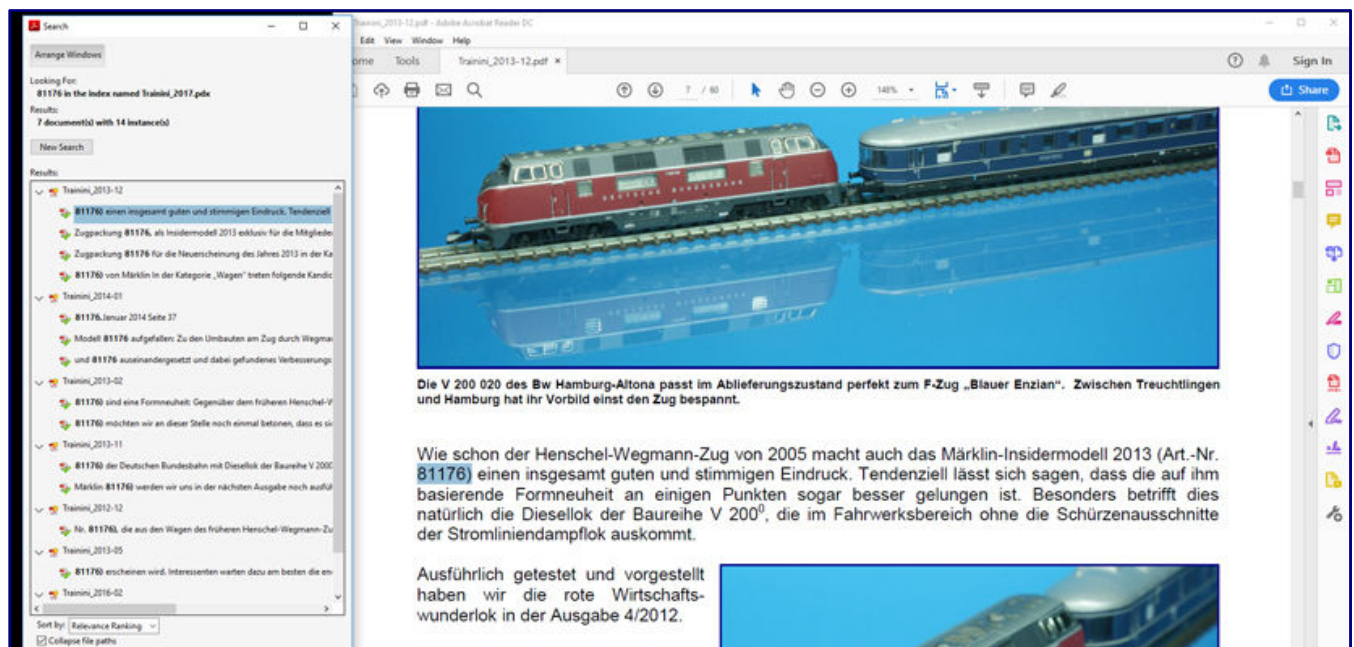 Search
Arrange Windows
Looking For:
81176 in the index named Trainini_2017.pdx
Results:
7 document(s) with 14 instance(s)
New Search
Results:
Trainini_2013-12
81176) einen insgesamt guten und stimmigen Eindruck. Tendenziell
Zugpackung 81176, als Insidermodell 2013 exklusiv für die Mitglieder
Zugpackung 81176 für die Neuerscheinung des Jahres 2013 in der Ka
81176) von Märklin In der Kategorie „Wagen" treten folgende Kandic
Trainini_2014-01
81176.Januar 2014 Seite 37
Modell 81176 aufgefallen: Zu den Umbauten am Zug durch Wegma
und 81176 auseinandergesetzt und dabei gefundenes Verbesserungs
Trainini_2013-02
81176) sind eine Formneuheit: Gegenüber dem früheren Henschel-V
81176) möchten wir an dieser Stelle noch einmal betonen, dass es si
Trainini_2013-11
81176) der Deutschen Bundesbahn mit Diesellok der Baureihe V 200
Märklin 81176) werden wir uns in der nächsten Ausgabe noch ausfü
Trainini_2012-12
Nr. 81176), die aus den Wagen des früheren Henschel-Wegmann-Zu
Trainini_2013-05
81176) erscheinen wird. Interessenten warten dazu am besten die en
Trainini_2016-02
Sort by: Relevance Ranking
Collapse file paths
Trainini_2013-12.pdf - Adobe Acrobat Reader DC
Edit View Window Help
ome Tools Trainini_2013-12.pdf × Sign In
7 / 60 148% Share
DEUTSCHE BUNDESBAHN
Die V 200 020 des Bw Hamburg-Altona passt im Ablieferungszustand perfekt zum F-Zug „Blauer Enzian". Zwischen Treuchtlingen
und Hamburg hat ihr Vorbild einst den Zug bespannt.
Wie schon der Henschel-Wegmann-Zug von 2005 macht auch das Märklin-Insidermodell 2013 (Art.-Nr.
81176) einen insgesamt guten und stimmigen Eindruck. Tendenziell lässt sich sagen, dass die auf ihm
basierende Formneuheit an einigen Punkten sogar besser gelungen ist. Besonders betrifft dies
natürlich die Diesellok der Baureihe V 200⁰, die im Fahrwerksbereich ohne die Schürzenausschnitte
der Stromliniendampflok auskommt.
Ausführlich getestet und vorgestellt
haben wir die rote Wirtschafts-
wunderlok in der Ausgabe 4/2012.